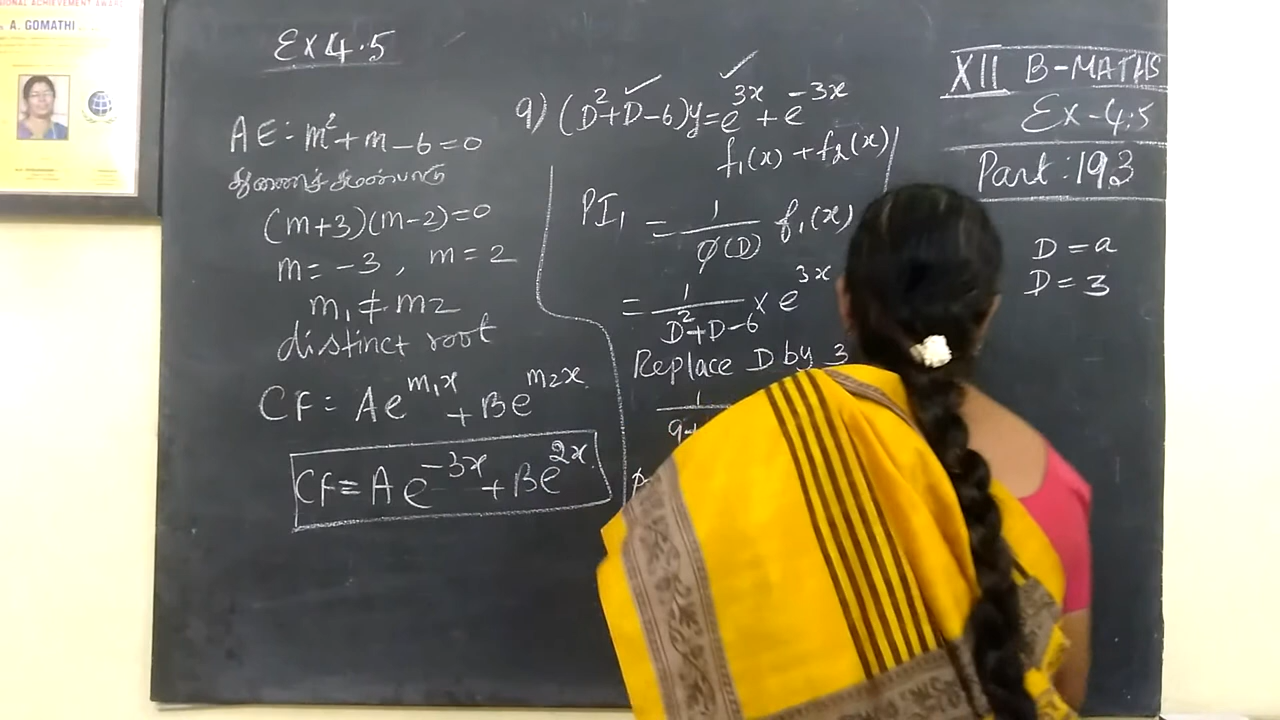 A. GOMATHI
Ex 4.5
AE: m²+m-6=0
துணைச்சமன்பாடு
(m+3)(m-2)=0
m=-3, m=2
m₁≠m₂
distinct root
CF: Ae^m₁x + Be^m₂x
CF= Ae^-3x + Be^2x
9) (D²+D-6)y=e^3x + e^-3x
f₁(x) + f₂(x)
PI₁ = 1/φ(D) f₁(x)
= 1/D²+D-6 × e^3x
Replace D by 3
XII B-MATHS
Ex-4.5
Part: 193
D=a
D=3